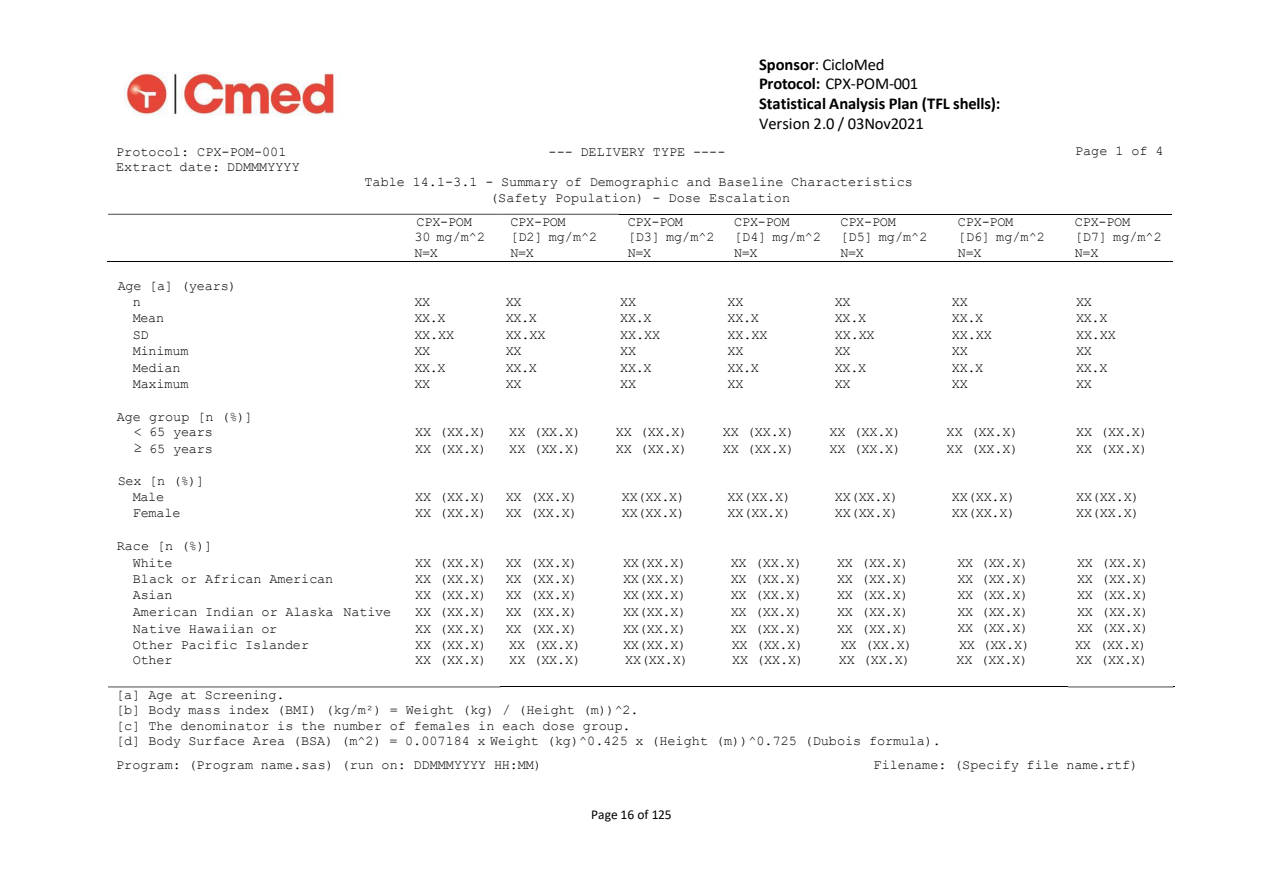 Cmed
Sponsor: CicloMed
Protocol: CPX-POM-001
Statistical Analysis Plan (TFL shells):
Version 2.0 / 03Nov2021
Protocol: CPX-POM-001 --- DELIVERY TYPE ---- Page 1 of 4
Extract date: DDMMMYYYY
Table 14.1-3.1 - Summary of Demographic and Baseline Characteristics
(Safety Population) - Dose Escalation
CPX-POM CPX-POM CPX-POM CPX-POM CPX-POM CPX-POM CPX-POM
30 mg/m^2 [D2] mg/m^2 [D3] mg/m^2 [D4] mg/m^2 [D5] mg/m^2 [D6] mg/m^2 [D7] mg/m^2
N=X N=X N=X N=X N=X N=X N=X
Age [a] (years)
n XX XX XX XX XX XX XX
Mean XX.X XX.X XX.X XX.X XX.X XX.X XX.X
SD XX.XX XX.XX XX.XX XX.XX XX.XX XX.XX XX.XX
Minimum XX XX XX XX XX XX XX
Median XX.X XX.X XX.X XX.X XX.X XX.X XX.X
Maximum XX XX XX XX XX XX XX
Age group [n (%)]
< 65 years XX (XX.X) XX (XX.X) XX (XX.X) XX (XX.X) XX (XX.X) XX (XX.X) XX (XX.X)
≥ 65 years XX (XX.X) XX (XX.X) XX (XX.X) XX (XX.X) XX (XX.X) XX (XX.X) XX (XX.X)
Sex [n (%)]
Male XX (XX.X) XX (XX.X) XX(XX.X) XX(XX.X) XX(XX.X) XX(XX.X) XX(XX.X)
Female XX (XX.X) XX (XX.X) XX(XX.X) XX(XX.X) XX(XX.X) XX(XX.X) XX(XX.X)
Race [n (%)]
White XX (XX.X) XX (XX.X) XX(XX.X) XX (XX.X) XX (XX.X) XX (XX.X) XX (XX.X)
Black or African American XX (XX.X) XX (XX.X) XX(XX.X) XX (XX.X) XX (XX.X) XX (XX.X) XX (XX.X)
Asian XX (XX.X) XX (XX.X) XX(XX.X) XX (XX.X) XX (XX.X) XX (XX.X) XX (XX.X)
American Indian or Alaska Native XX (XX.X) XX (XX.X) XX(XX.X) XX (XX.X) XX (XX.X) XX (XX.X) XX (XX.X)
Native Hawaiian or XX (XX.X) XX (XX.X) XX(XX.X) XX (XX.X) XX (XX.X) XX (XX.X) XX (XX.X)
Other Pacific Islander XX (XX.X) XX (XX.X) XX(XX.X) XX (XX.X) XX (XX.X) XX (XX.X) XX (XX.X)
Other XX (XX.X) XX (XX.X) XX(XX.X) XX (XX.X) XX (XX.X) XX (XX.X) XX (XX.X)
[a] Age at Screening.
[b] Body mass index (BMI) (kg/m²) = Weight (kg) / (Height (m))^2.
[c] The denominator is the number of females in each dose group.
[d] Body Surface Area (BSA) (m^2) = 0.007184 x Weight (kg)^0.425 x (Height (m))^0.725 (Dubois formula).
Program: (Program name.sas) (run on: DDMMMYYYY HH:MM) Filename: (Specify file name.rtf)
Page 16 of 125